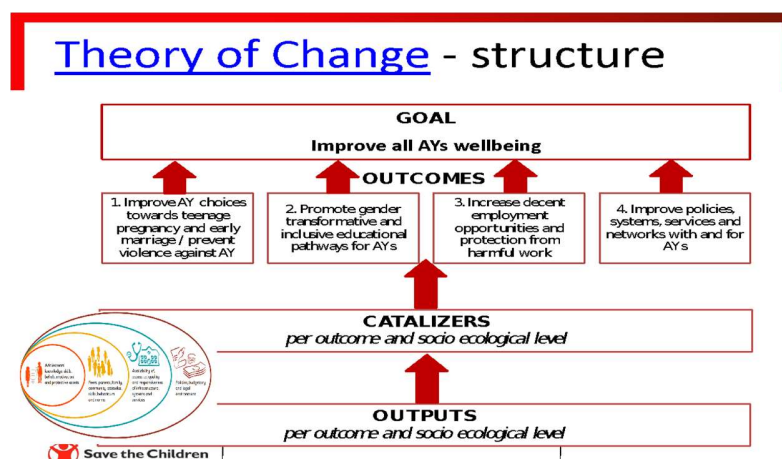 Theory of Change - structure
GOAL
Improve all AYs wellbeing
OUTCOMES
1. Improve AY choices
towards teenage
pregnancy and early
marriage / prevent
violence against AY
2. Promote gender
transformative and
inclusive educational
pathways for AYs
3. Increase decent
employment
opportunities and
protection from
harmful work
4. Improve policies,
systems, services and
networks with and for
AYs
CATALIZERS
per outcome and socio ecological level
OUTPUTS
per outcome and socio ecological level
Save the Children